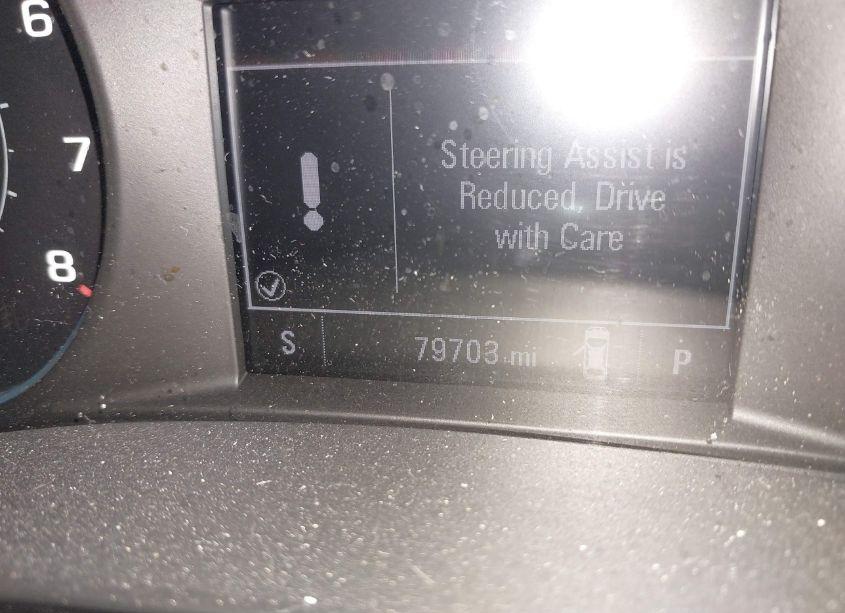 6
7
8
Steering Assist is
Reduced, Drive
with Care
S 79703 mi P